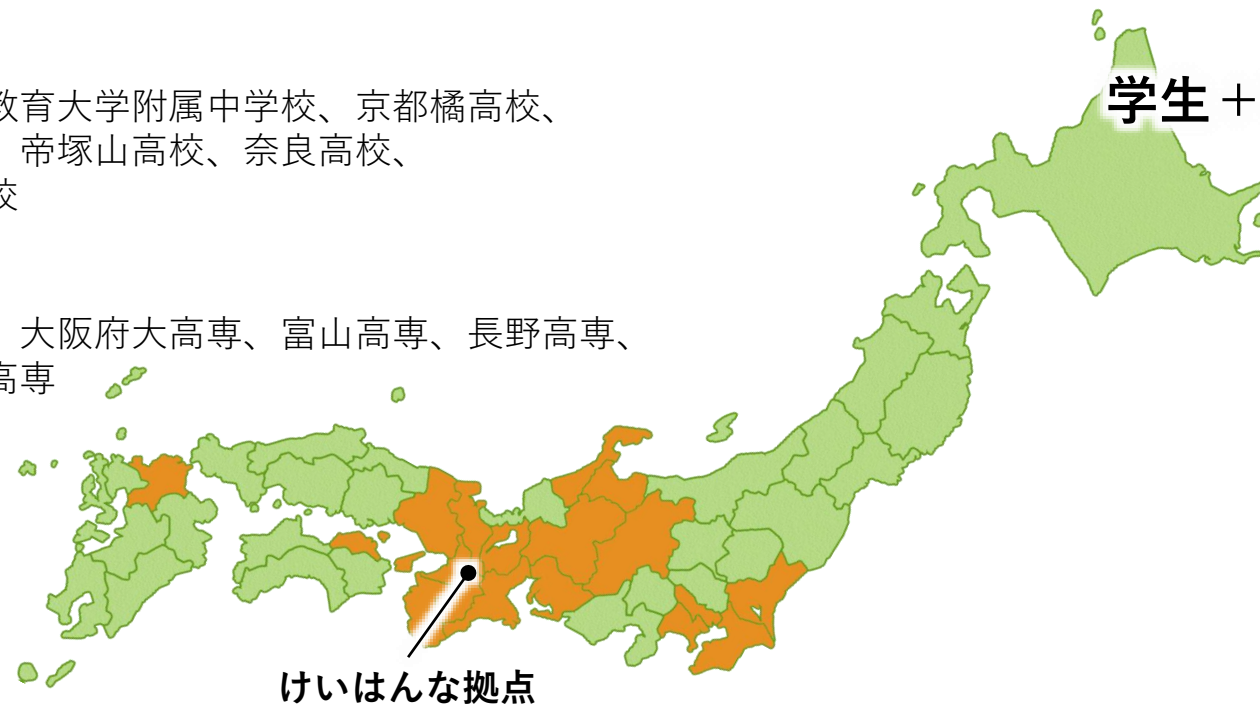 教育大学附属中学校、京都橘高校、
帝塚山高校、奈良高校、
校
大阪府大高専、富山高専、長野高専、
高専
学生＋
けいはんな拠点